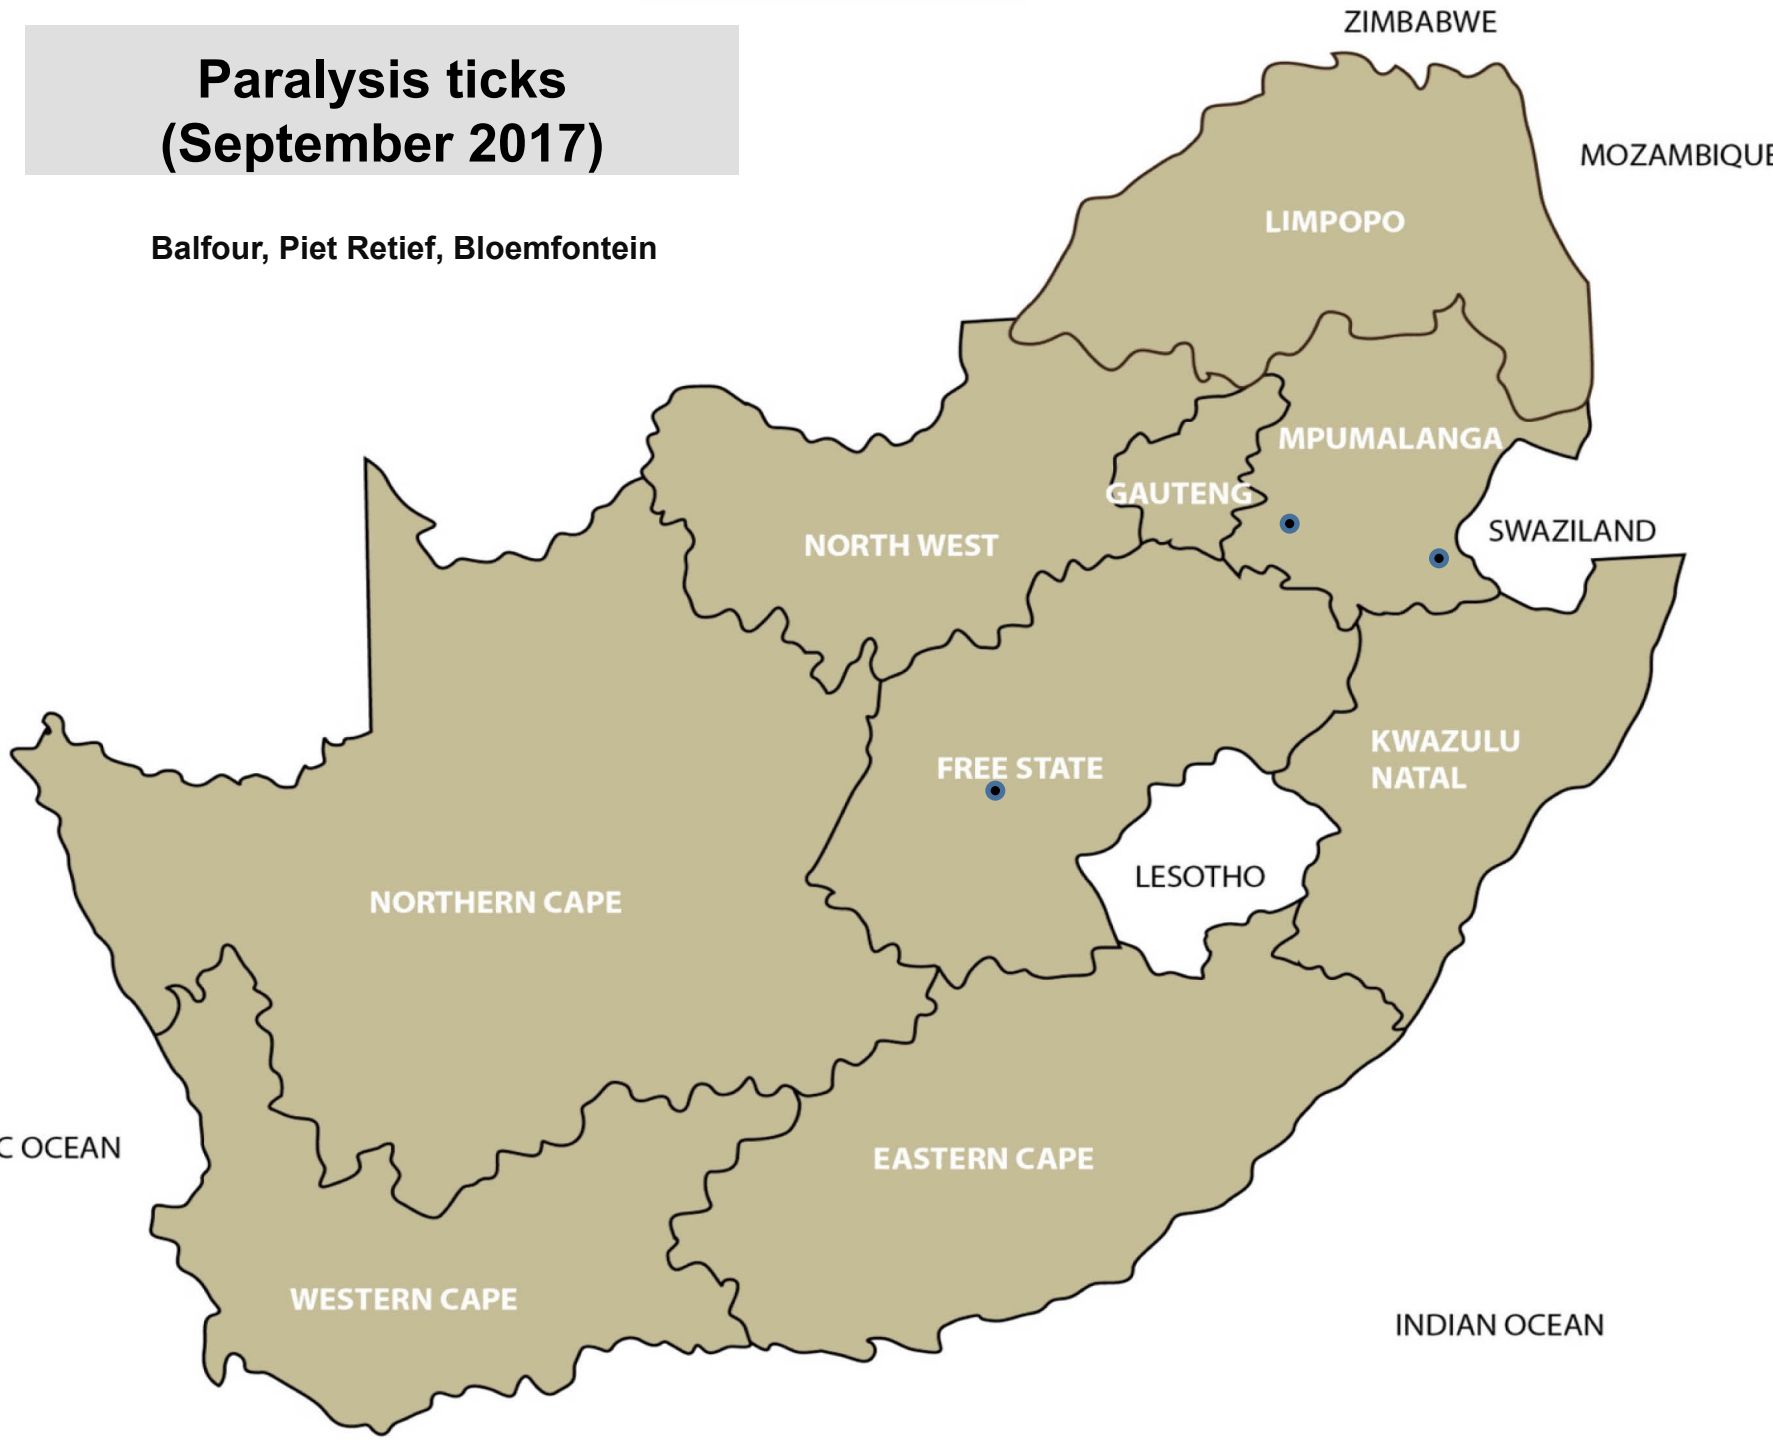 Paralysis ticks
(September 2017)
Balfour, Piet Retief, Bloemfontein
ZIMBABWE
MOZAMBIQUE
LIMPOPO
MPUMALANGA
GAUTENG
SWAZILAND
NORTH WEST
KWAZULU
NATAL
FREE STATE
LESOTHO
NORTHERN CAPE
C OCEAN
EASTERN CAPE
WESTERN CAPE
INDIAN OCEAN